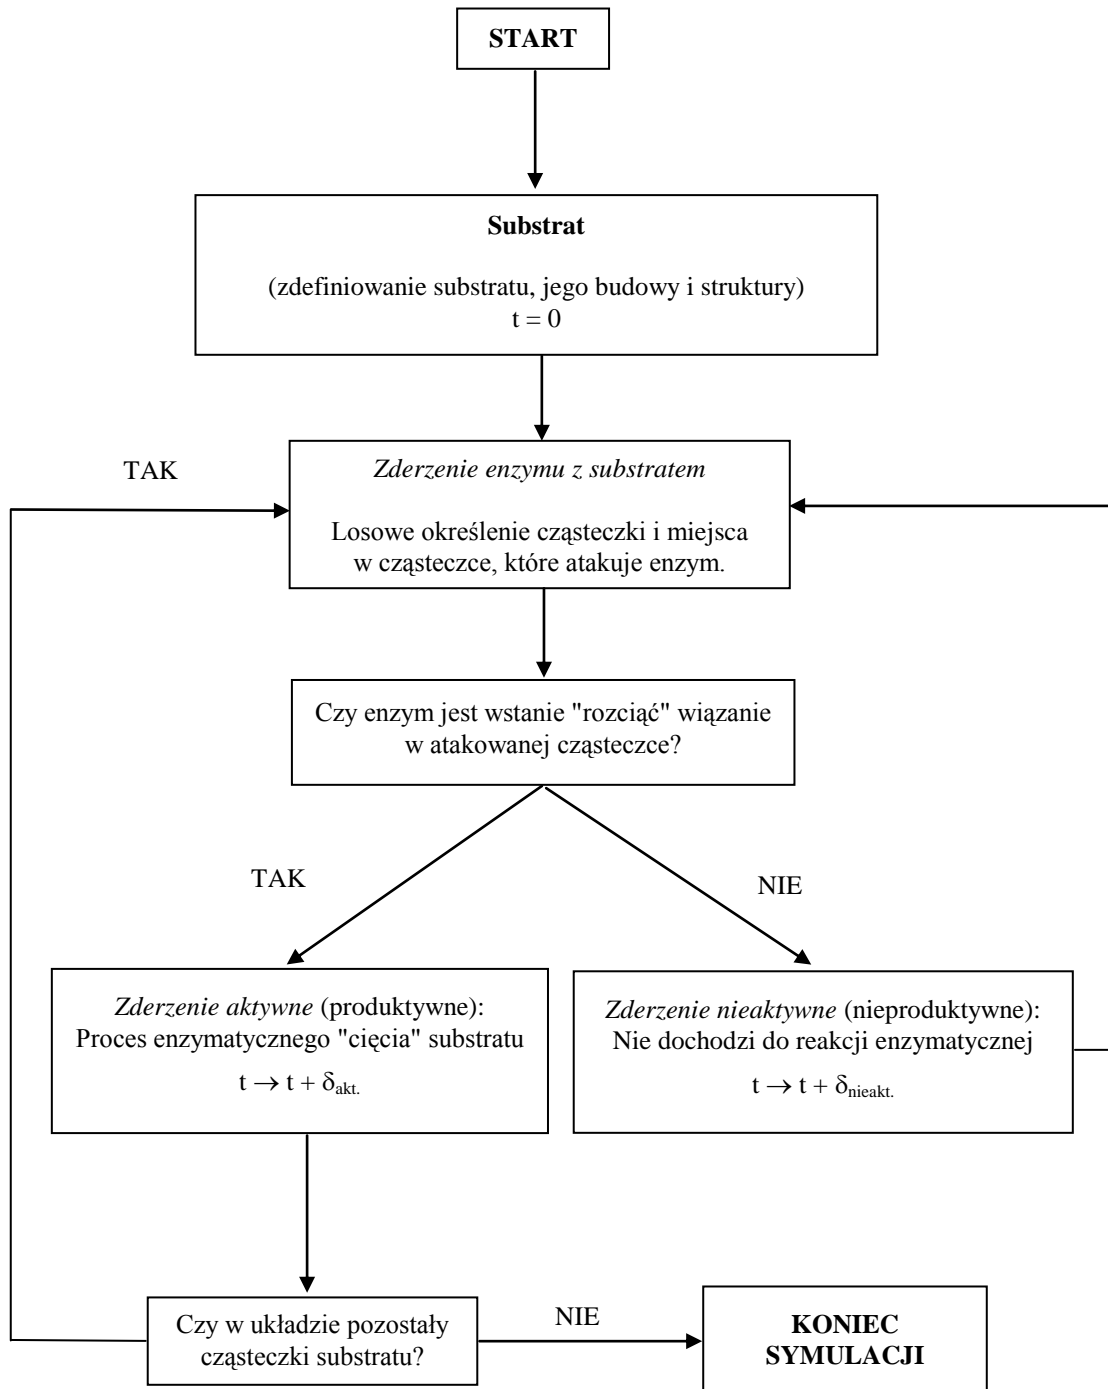 START
Substrat
(zdefiniowanie substratu, jego budowy i struktury)
t = 0
TAK
Zderzenie enzymu z substratem
Losowe określenie cząsteczki i miejsca
w cząsteczce, które atakuje enzym.
Czy enzym jest wstanie "rozciąć" wiązanie
w atakowanej cząsteczce?
TAK
NIE
Zderzenie aktywne (produktywne):
Proces enzymatycznego "cięcia" substratu
t → t + δakt.
Zderzenie nieaktywne (nieproduktywne):
Nie dochodzi do reakcji enzymatycznej
t → t + δnieakt.
Czy w układzie pozostały
cząsteczki substratu?
NIE
KONIEC
SYMULACJI